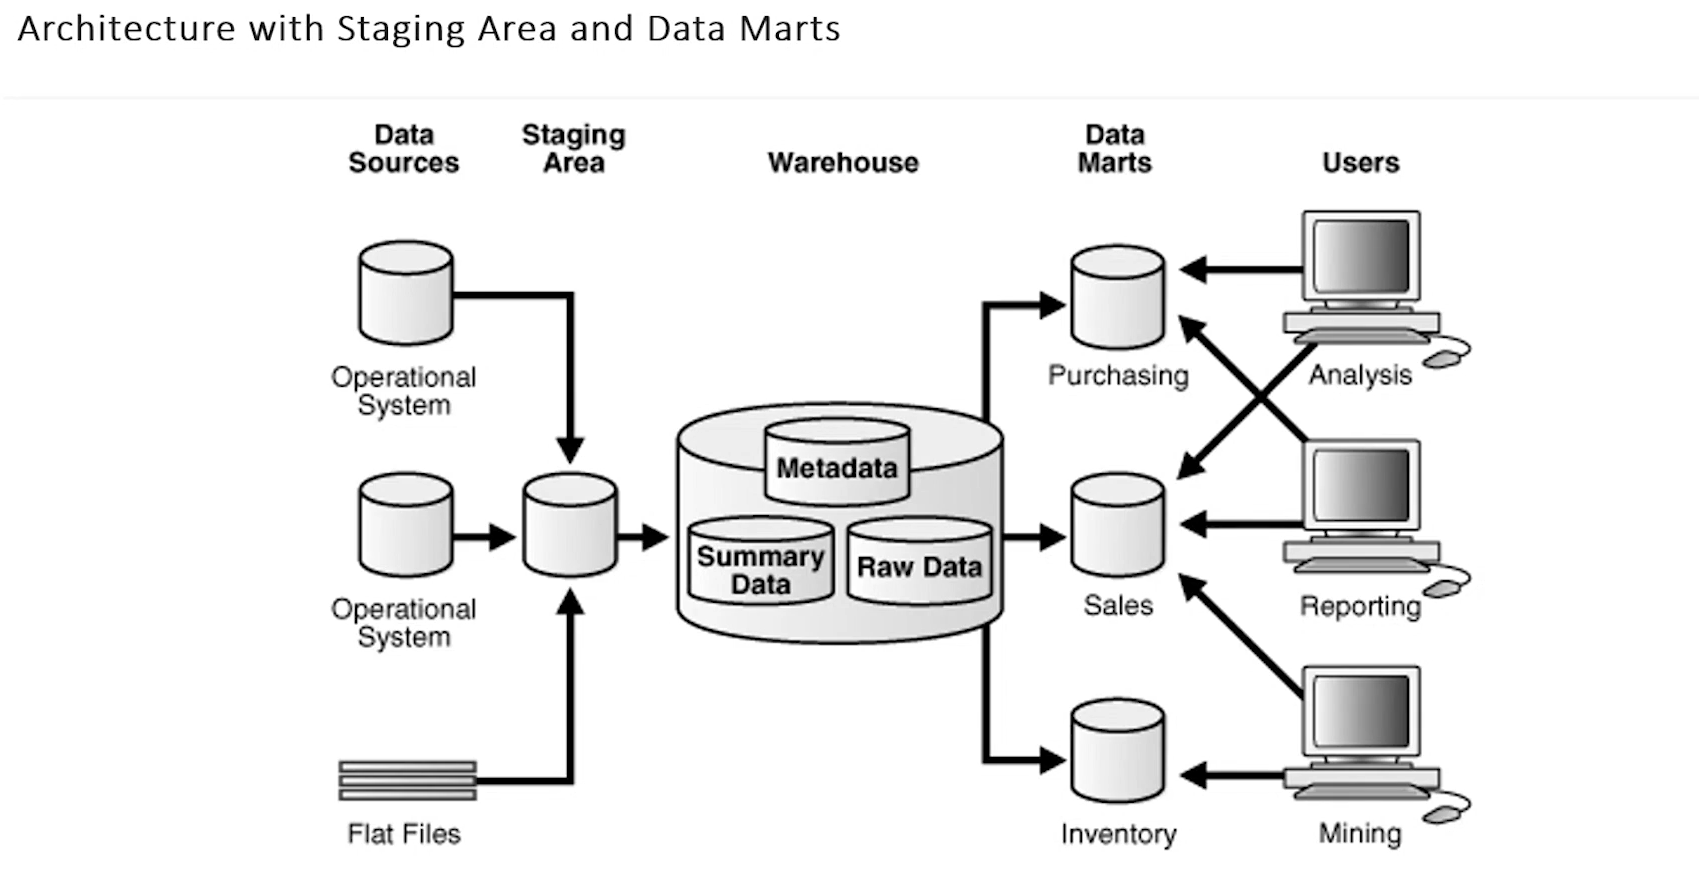 Architecture with Staging Area and Data Marts
Data
Sources
Staging
Area
Warehouse
Data
Marts
Users
Operational
System
Purchasing
Analysis
Metadata
Summary
Data
Raw Data
Operational
System
Sales
Reporting
Flat Files
Inventory
Mining